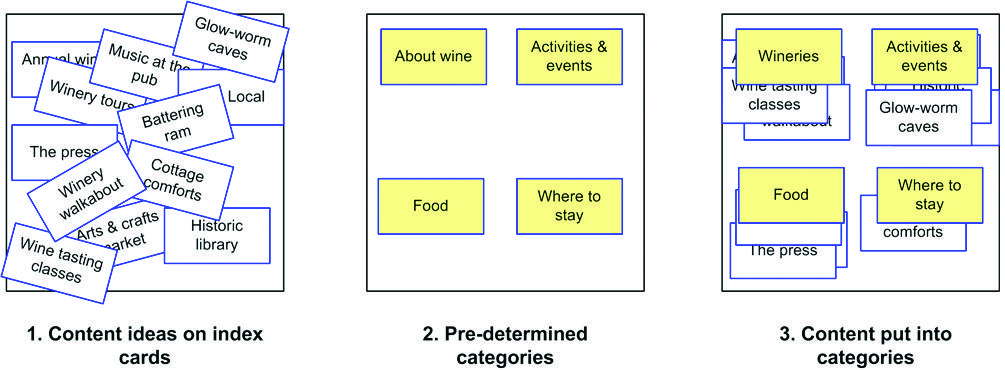 Glow-worm
caves
Annual win
Music at the
pub
Winery tours
Local
Battering
ram
The press
Cottage
comforts
Winery
walkabout
Arts & crafts
market
Historic
library
Wine tasting
classes
1. Content ideas on index
cards
About wine
Activities &
events
Food
Where to
stay
2. Pre-determined
categories
Wineries
Wine tasting
classes
walkabout
Activities &
events
Historic
Glow-worm
caves
Food
The press
Where to
stay
comforts
3. Content put into
categories